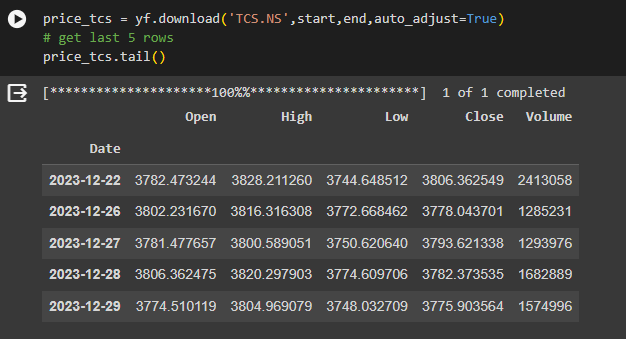 price_tcs = yf.download('TCS.NS',start,end,auto_adjust=True)
# get last 5 rows
price_tcs.tail()
[*********************100%%**********************] 1 of 1 completed
Open High Low Close Volume
Date
2023-12-22 3782.473244 3828.211260 3744.648512 3806.362549 2413058
2023-12-26 3802.231670 3816.316308 3772.668462 3778.043701 1285231
2023-12-27 3781.477657 3800.589051 3750.620640 3793.621338 1293976
2023-12-28 3806.362475 3820.297903 3774.609706 3782.373535 1682889
2023-12-29 3774.510119 3804.969079 3748.032709 3775.903564 1574996